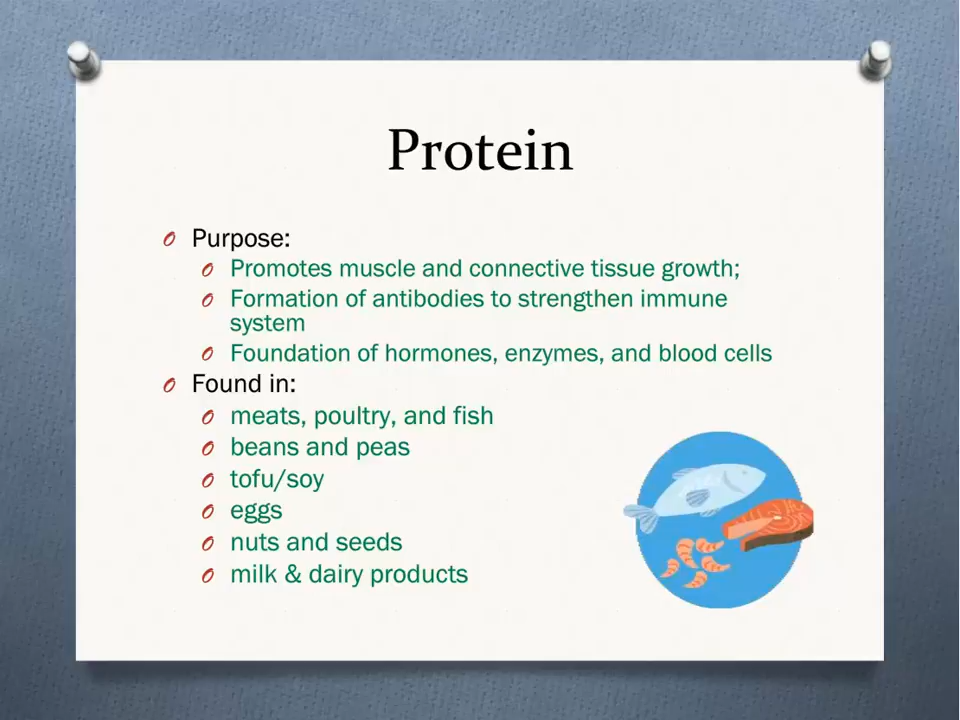 Protein
Purpose:
Promotes muscle and connective tissue growth;
Formation of antibodies to strengthen immune
system
Foundation of hormones, enzymes, and blood cells
Found in:
meats, poultry, and fish
beans and peas
tofu/soy
eggs
nuts and seeds
milk & dairy products